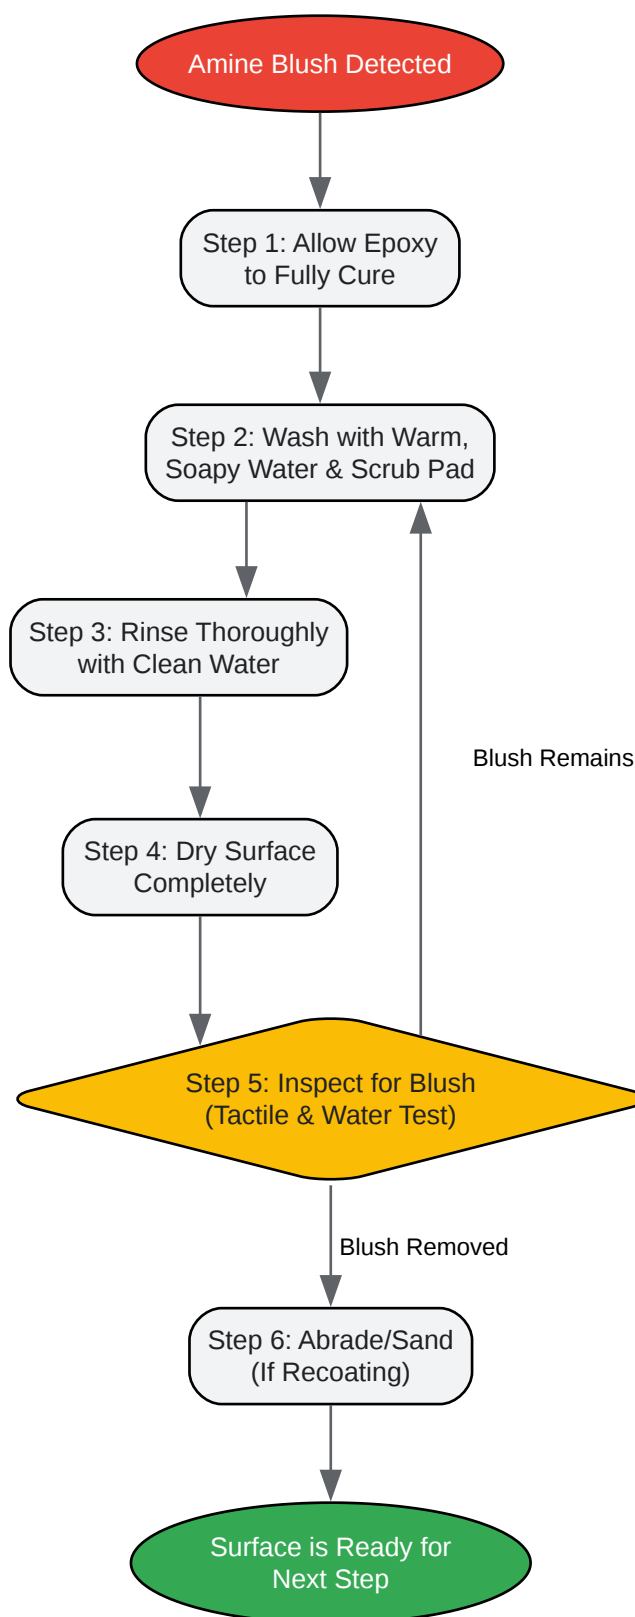 Amine Blush Detected
Step 1: Allow Epoxy
to Fully Cure
Step 2: Wash with Warm,
Soapy Water & Scrub Pad
Step 3: Rinse Thoroughly
with Clean Water
Blush Remains
Step 4: Dry Surface
Completely
Step 5: Inspect for Blush
(Tactile & Water Test)
Blush Removed
Step 6: Abrade/Sand
(If Recoating)
Surface is Ready for
Next Step